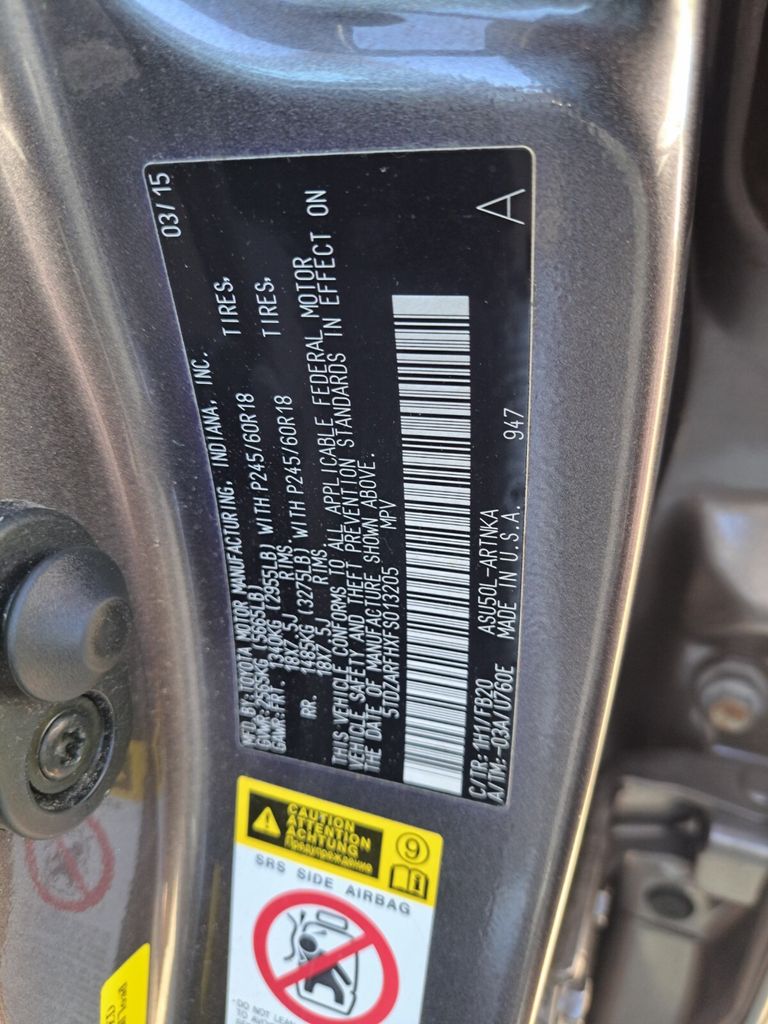 MFD.BY:TOYOTA MOTOR MANUFACTURING, INDIANA, INC. 03/15
GVWR:2565KG (5665LB)
GAWR:FRT. 1340KG (2955LB) WITH P245/60R18 TIRES,
18X7.5J RIMS,
RR. 1485KG (3275LB) WITH P245/60R18 TIRES,
18X7.5J RIMS,
THIS VEHICLE CONFORMS TO ALL APPLICABLE FEDERAL MOTOR
VEHICLE SAFETY AND THEFT PREVENTION STANDARDS IN EFFECT ON
THE DATE OF MANUFACTURE SHOWN ABOVE.
5TDZARFHXFS013205 MPV
C/TR: 1H1/FB20 ASU50L-ARTNKA A
A/TM:-03A/U760E MADE IN U.S.A. 947
CAUTION
ATTENTION
ACHTUNG
Предупреждение
9
SRS SIDE AIRBAG